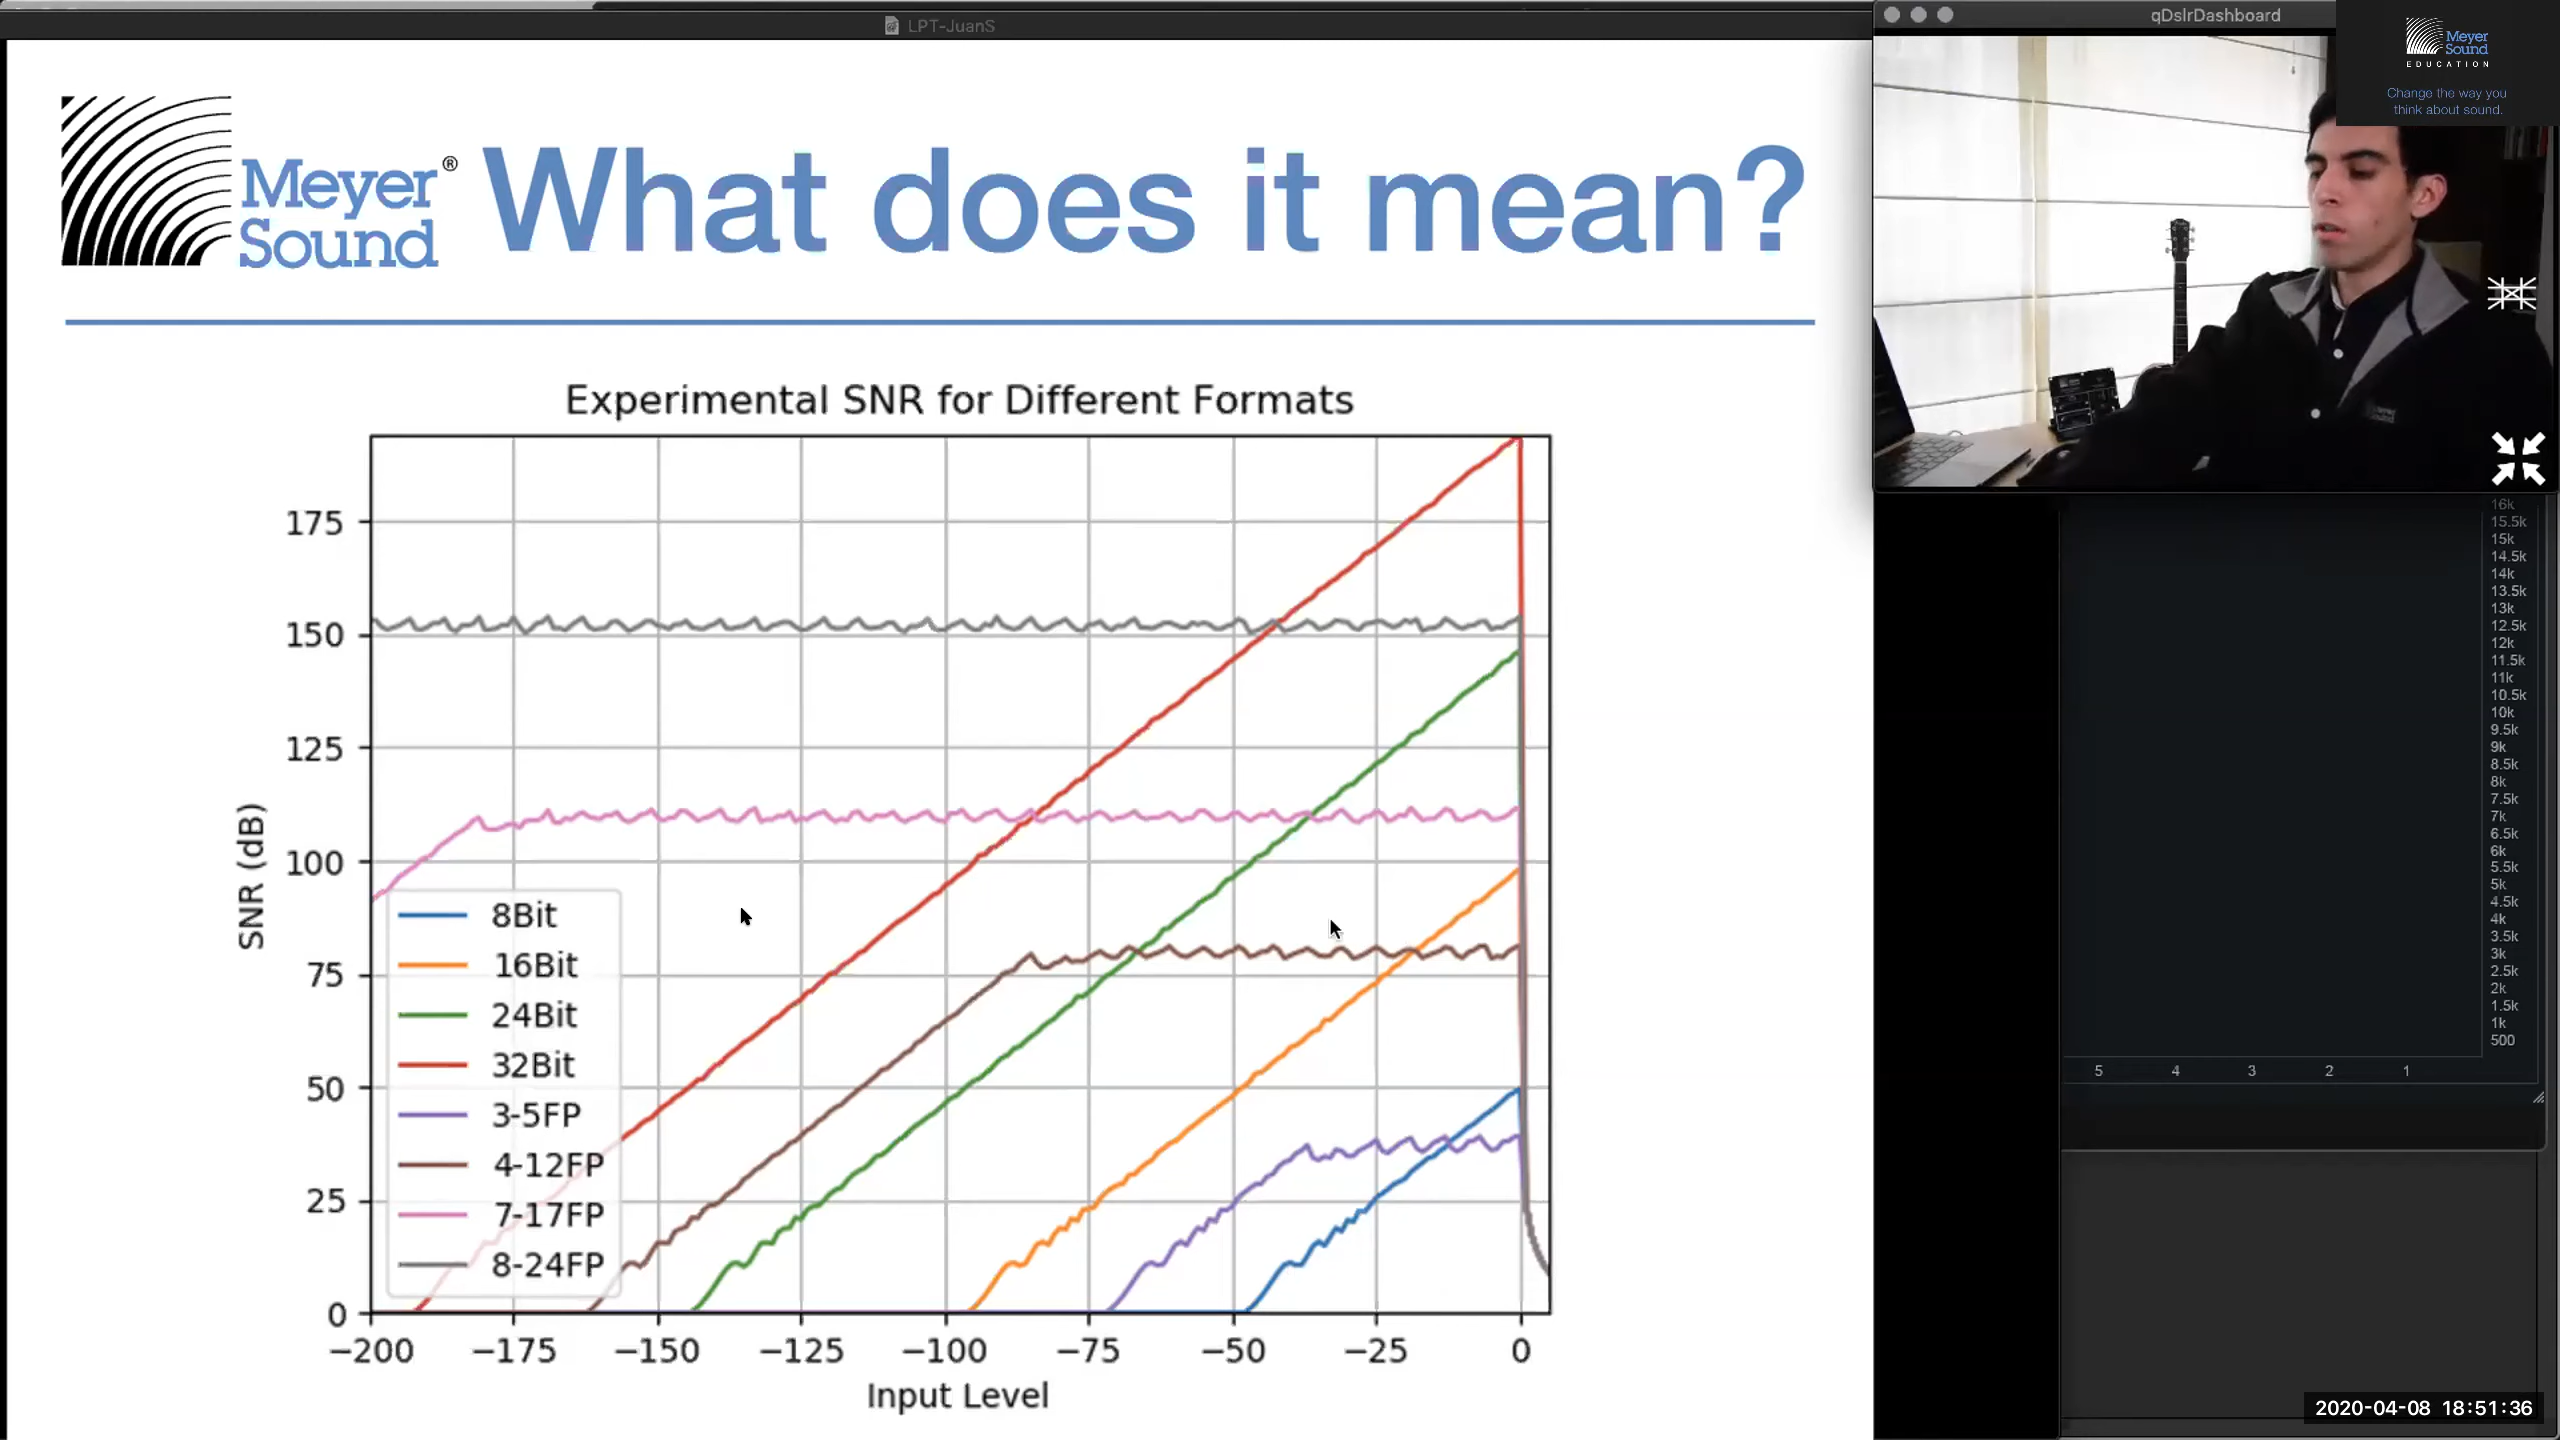 LPT-JuanS
qDslrDashboard
Meyer
Sound
EDUCATION
Change the way you
think about sound.
Meyer®
Sound
What does it mean?
Experimental SNR for Different Formats
SNR (dB)
175
150
125
100
75
50
25
0
8Bit
16Bit
24Bit
32Bit
3-5FP
4-12FP
7-17FP
8-24FP
−200 −175 −150 −125 −100 −75 −50 −25 0
Input Level
16k
15.5k
15k
14.5k
14k
13.5k
13k
12.5k
12k
11.5k
11k
10.5k
10k
9.5k
9k
8.5k
8k
7.5k
7k
6.5k
6k
5.5k
5k
4.5k
4k
3.5k
3k
2.5k
2k
1.5k
1k
500
5 4 3 2 1
2020-04-08 18:51:36